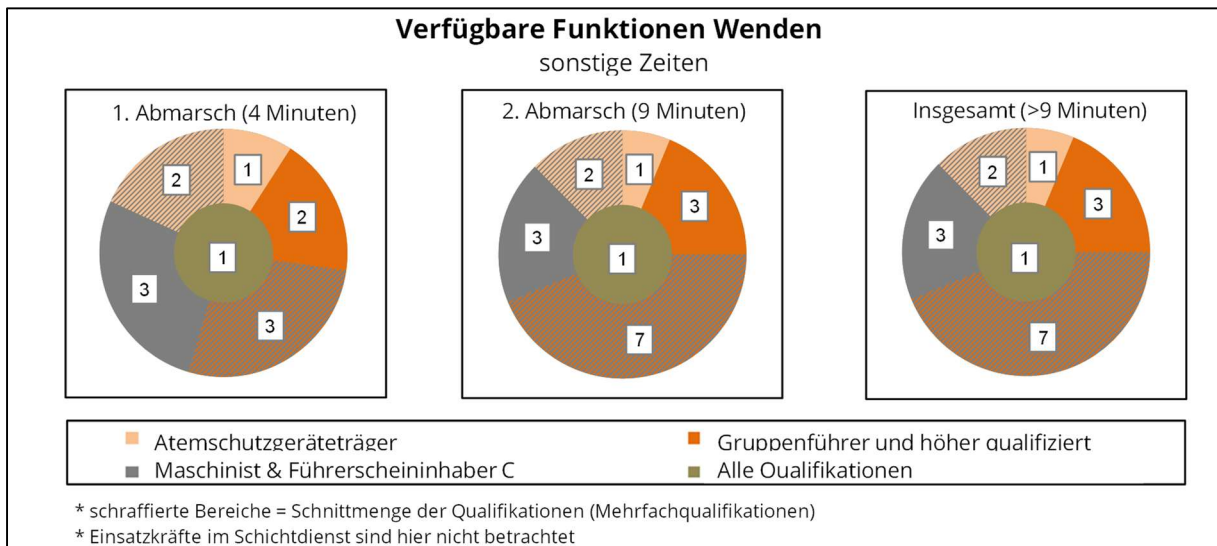 Verfügbare Funktionen Wenden
sonstige Zeiten
1. Abmarsch (4 Minuten)
2
1
2
1
3
3
2. Abmarsch (9 Minuten)
2
1
3
3
1
7
Insgesamt (>9 Minuten)
2
1
3
3
1
7
Atemschutzgeräteträger
Gruppenführer und höher qualifiziert
Maschinist & Führerscheininhaber C
Alle Qualifikationen
* schraffierte Bereiche = Schnittmenge der Qualifikationen (Mehrfachqualifikationen)
* Einsatzkräfte im Schichtdienst sind hier nicht betrachtet